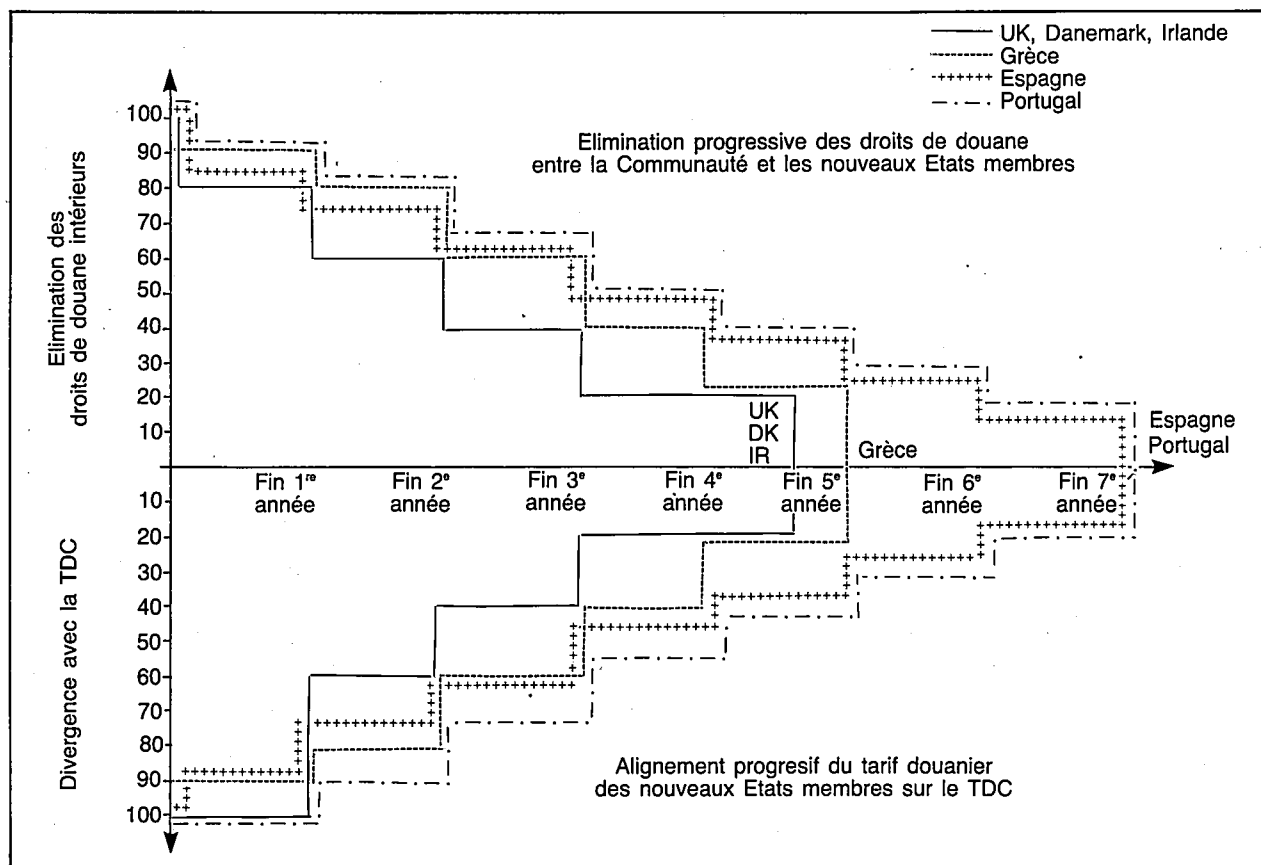 UK, Danemark, Irlande
Grèce
Espagne
Portugal
Elimination progressive des droits de douane
entre la Communauté et les nouveaux Etats membres
Elimination des
droits de douane intérieurs
100
90
80
70
60
50
40
30
20
10
UK
DK
IR
Grèce
Espagne
Portugal
Fin 1re
année
Fin 2e
année
Fin 3e
année
Fin 4e
année
Fin 5e
année
Fin 6e
année
Fin 7e
année
Divergence avec la TDC
10
20
30
40
50
60
70
80
90
100
Alignement progresif du tarif douanier
des nouveaux Etats membres sur le TDC